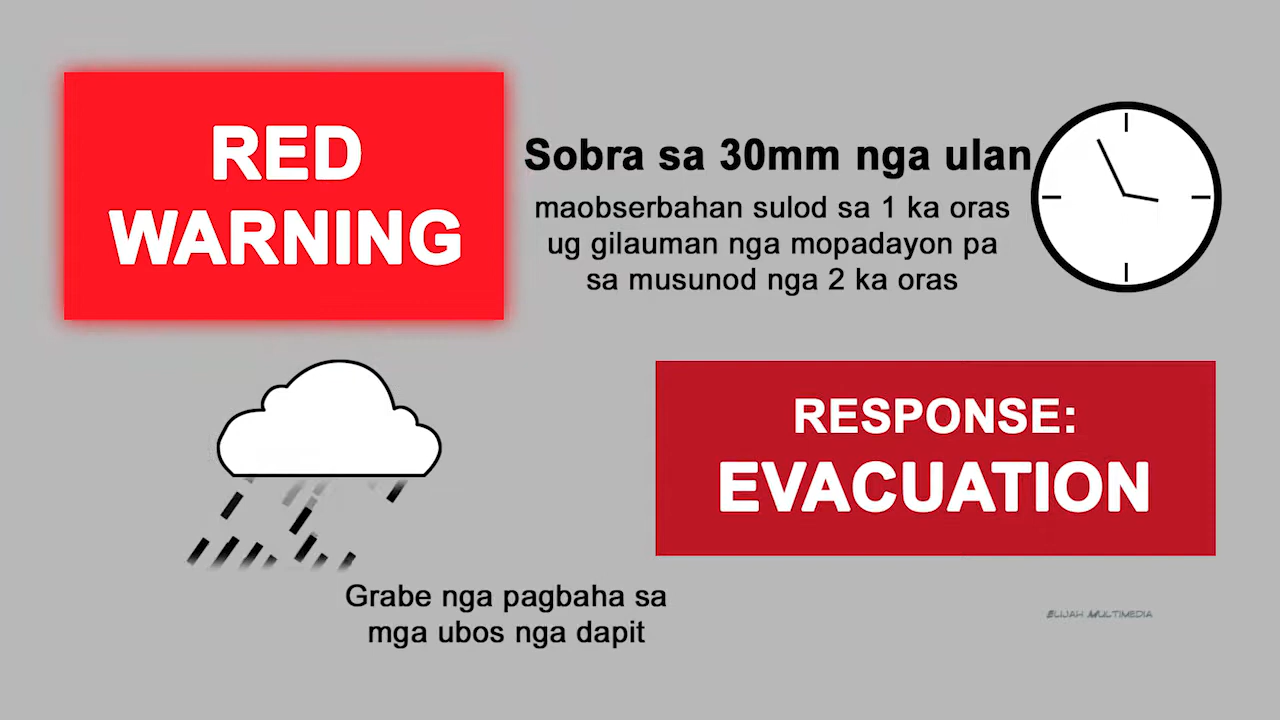 RED
WARNING
Sobra sa 30mm nga ulan
maobserbahan sulod sa 1 ka oras
ug gilauman nga mopadayon pa
sa musunod nga 2 ka oras
RESPONSE:
EVACUATION
Grabe nga pagbaha sa
mga ubos nga dapit
ELIJAH MULTIMEDIA